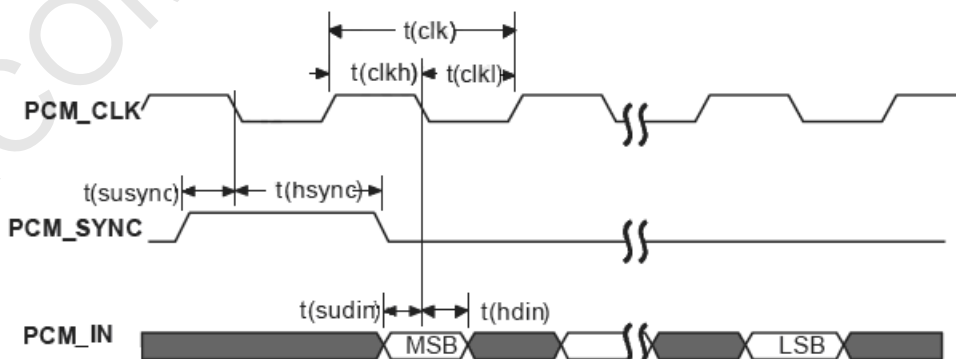 t(clk)
t(clkh) t(clkl)
PCM_CLK
t(susync) t(hsync)
PCM_SYNC
t(sudin) t(hdin)
PCM_IN MSB LSB